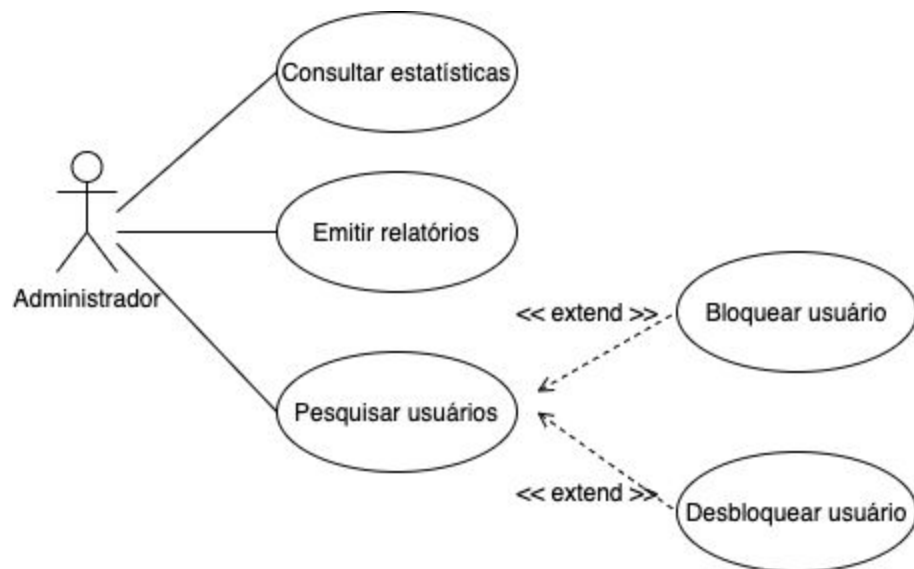 Consultar estatísticas
Emitir relatórios
Administrador
<< extend >>
Bloquear usuário
Pesquisar usuários
<< extend >>
Desbloquear usuário